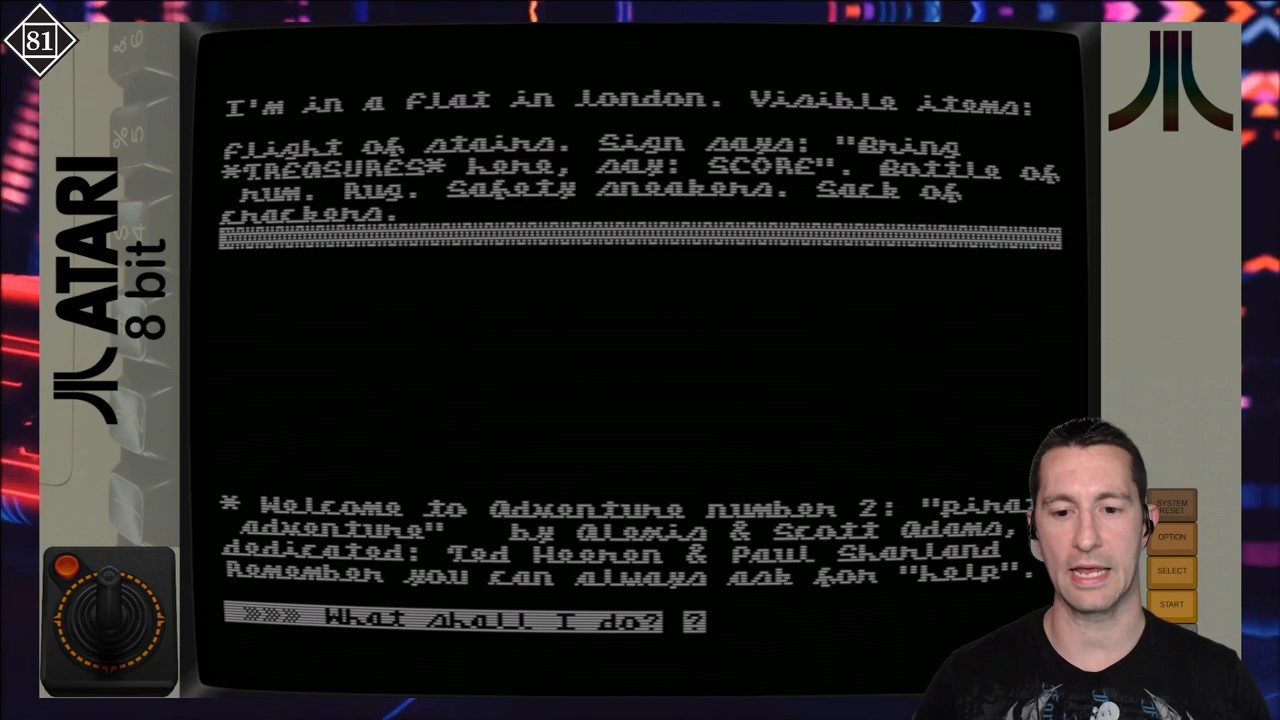 81
I'm in a flat in london. Visible items:
Flight of stairs. Sign says: "Bring
*TREASURES* here, say: SCORE". Bottle of
rum. Rug. Safety sneakers. Sack of
crackers.
* Welcome to Adventure number 2: "pirat
Adventure" by Alexis & Scott Adams,
dedicated: Ted Heeren & Paul Sharland
Remember you can always ask for "help".
»»» What shall I do? ?
ATARI
8 bit
SYSTEM
RESET
OPTION
SELECT
START